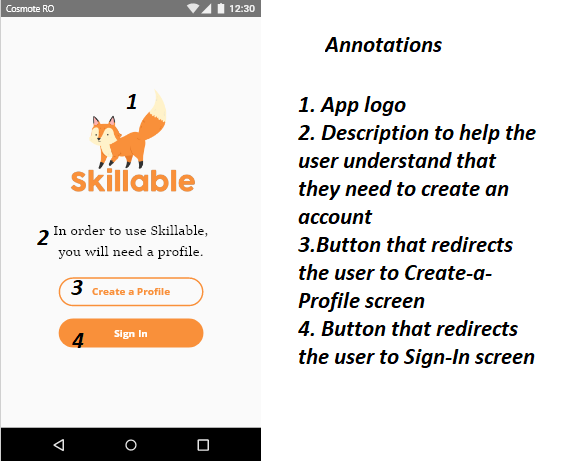 Cosmote RO 12:30
1
Skillable
2 In order to use Skillable,
you will need a profile.
3 Create a Profile
Sign In
4
Annotations
1. App logo
2. Description to help the
user understand that
they need to create an
account
3.Button that redirects
the user to Create-a-
Profile screen
4. Button that redirects
the user to Sign-In screen